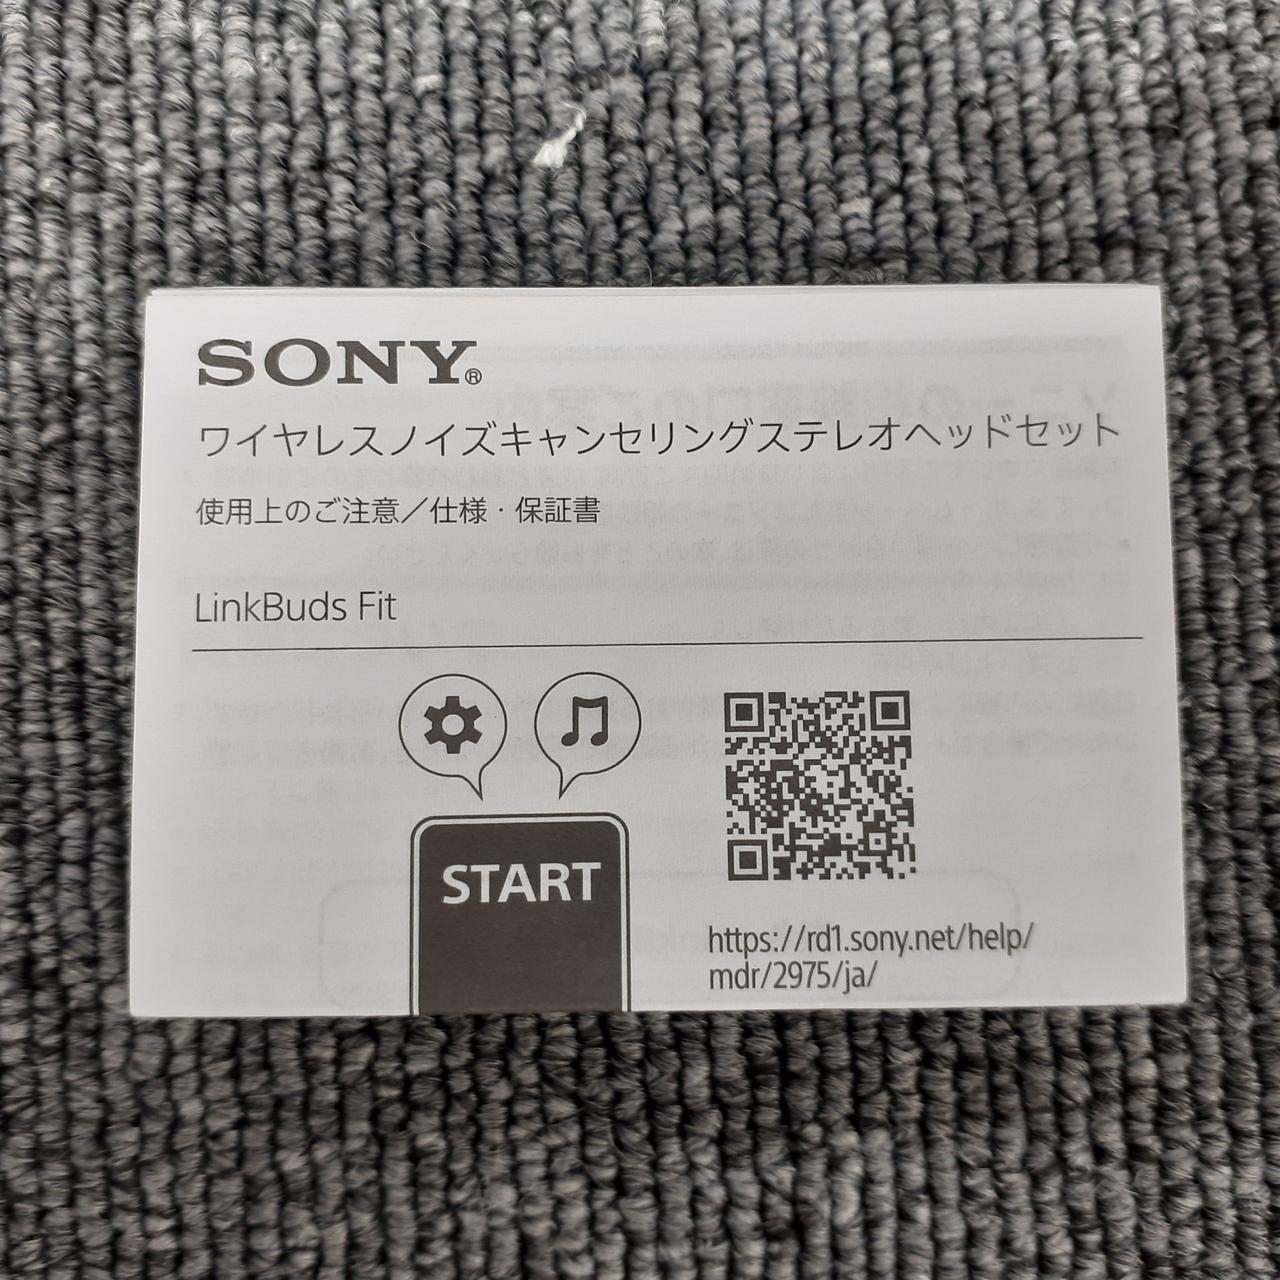 SONY®
ワイヤレスノイズキャンセリングステレオヘッドセット
使用上のご注意／仕様・保証書
LinkBuds Fit
START
https://rd1.sony.net/help/
mdr/2975/ja/